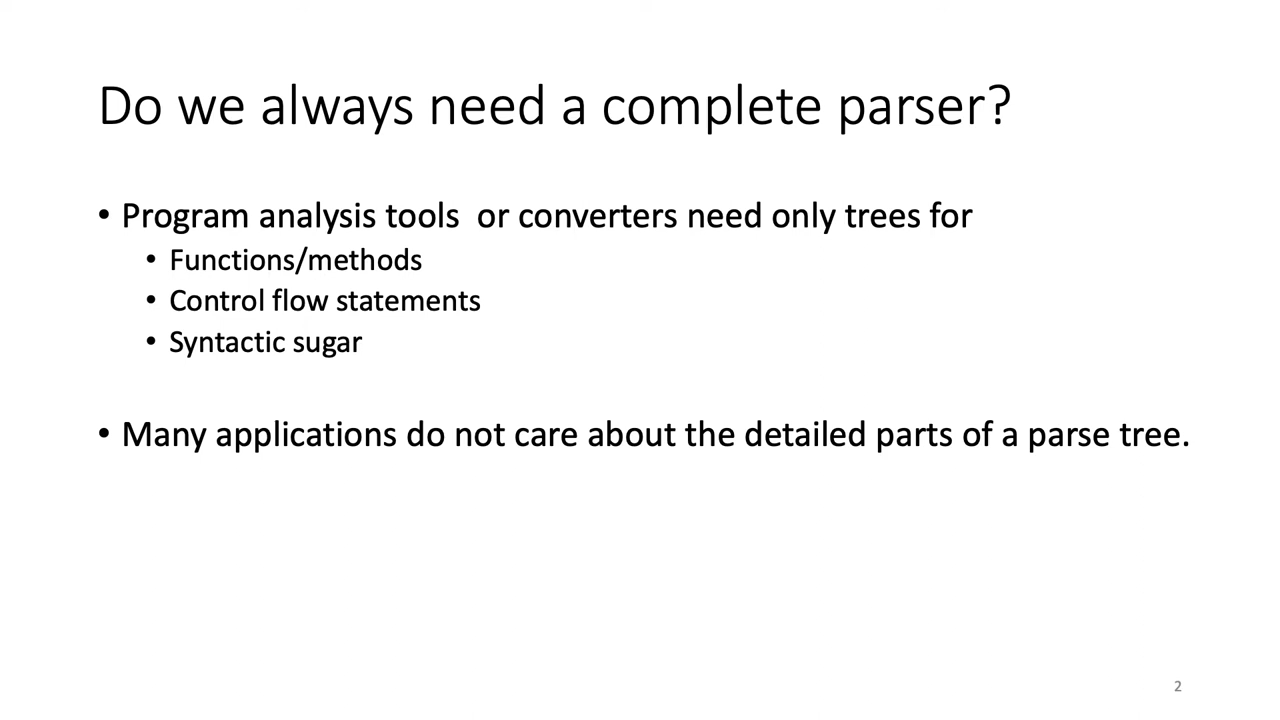 Do we always need a complete parser?
• Program analysis tools  or converters need only trees for
• Functions/methods
• Control flow statements
• Syntactic sugar
• Many applications do not care about the detailed parts of a parse tree.
2